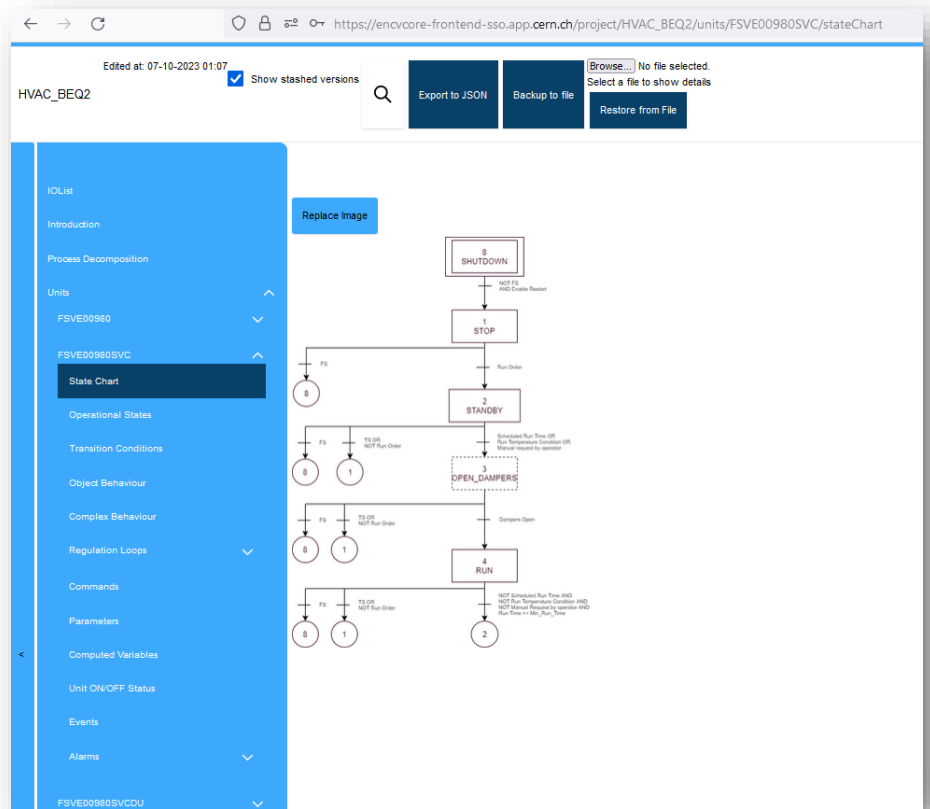 https://encvcore-frontend-sso.app.cern.ch/project/HVAC_BEQ2/units/FSVE00980SVC/stateChart
Edited at: 07-10-2023 01:07
HVAC_BEQ2
Show stashed versions
Export to JSON
Backup to file
Browse... No file selected.
Select a file to show details
Restore from File
<
IOList
Introduction
Process Decomposition
Units
FSVE00980
FSVE00980SVC
State Chart
Operational States
Transition Conditions
Object Behaviour
Complex Behaviour
Regulation Loops
Commands
Parameters
Computed Variables
Unit ON/OFF Status
Events
Alarms
FSVE00980SVCDU
Replace Image
8
SHUTDOWN
NOT FS
AND Enable Restart
1
STOP
FS
Run Order
8
2
STANDBY
FS
TS OR
NOT Run Order
Scheduled Run Time OR
Run Temperature Condition OR
Manual request by operator
8
1
3
OPEN_DAMPERS
FS
TS OR
NOT Run Order
Dampers Open
8
1
4
RUN
FS
TS OR
NOT Run Order
NOT Scheduled Run Time AND
NOT Run Temperature Condition AND
NOT Manual Request by operator AND
Run Time >= Min_Run_Time
8
1
2